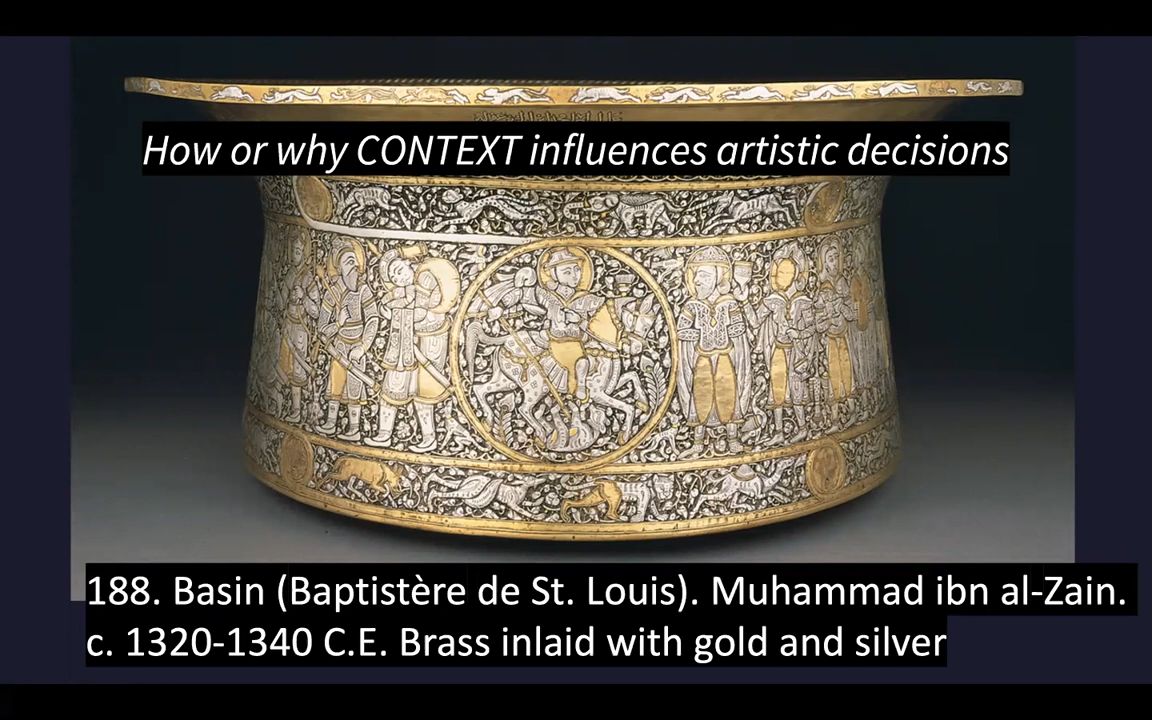 How or why CONTEXT influences artistic decisions
188. Basin (Baptistère de St. Louis). Muhammad ibn al-Zain.
c. 1320-1340 C.E. Brass inlaid with gold and silver